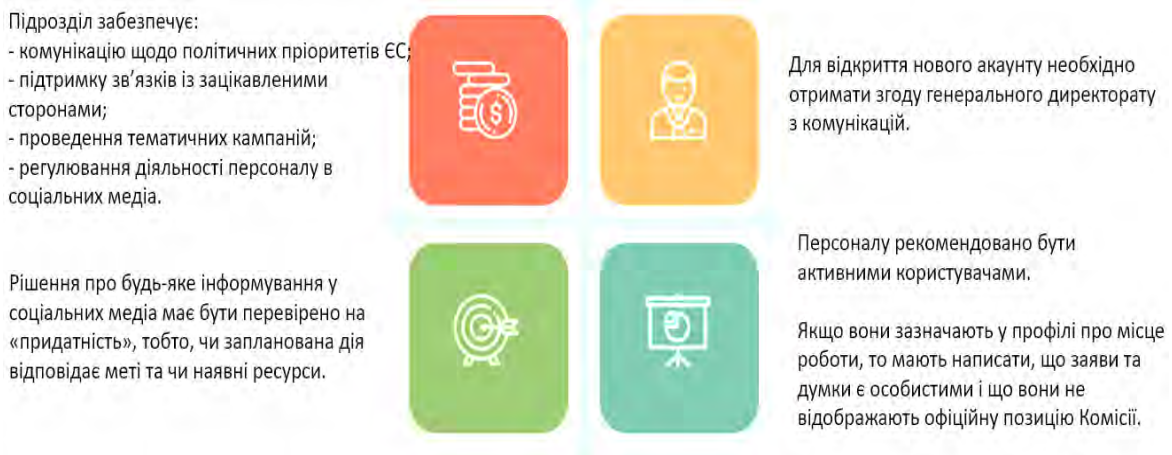 Підрозділ забезпечує:
- комунікацію щодо політичних пріоритетів ЄС;
- підтримку зв’язків із зацікавленими
сторонами;
- проведення тематичних кампаній;
- регулювання діяльності персоналу в
соціальних медіа.
Для відкриття нового акаунту необхідно
отримати згоду генерального директорату
з комунікацій.
Рішення про будь-яке інформування у
соціальних медіа має бути перевірено на
«придатність», тобто, чи запланована дія
відповідає меті та чи наявні ресурси.
Персоналу рекомендовано бути
активними користувачами.
Якщо вони зазначають у профілі про місце
роботи, то мають написати, що заяви та
думки є особистими і що вони не
відображають офіційну позицію Комісії.